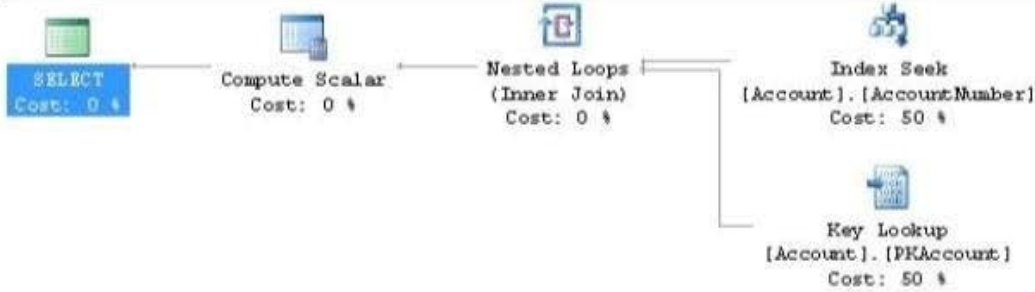 SELECT
Cost: 0 %
Compute Scalar
Cost: 0 %
Nested Loops
(Inner Join)
Cost: 0 %
Index Seek
[Account].[AccountNumber]
Cost: 50 %
Key Lookup
[Account].[PKAccount]
Cost: 50 %